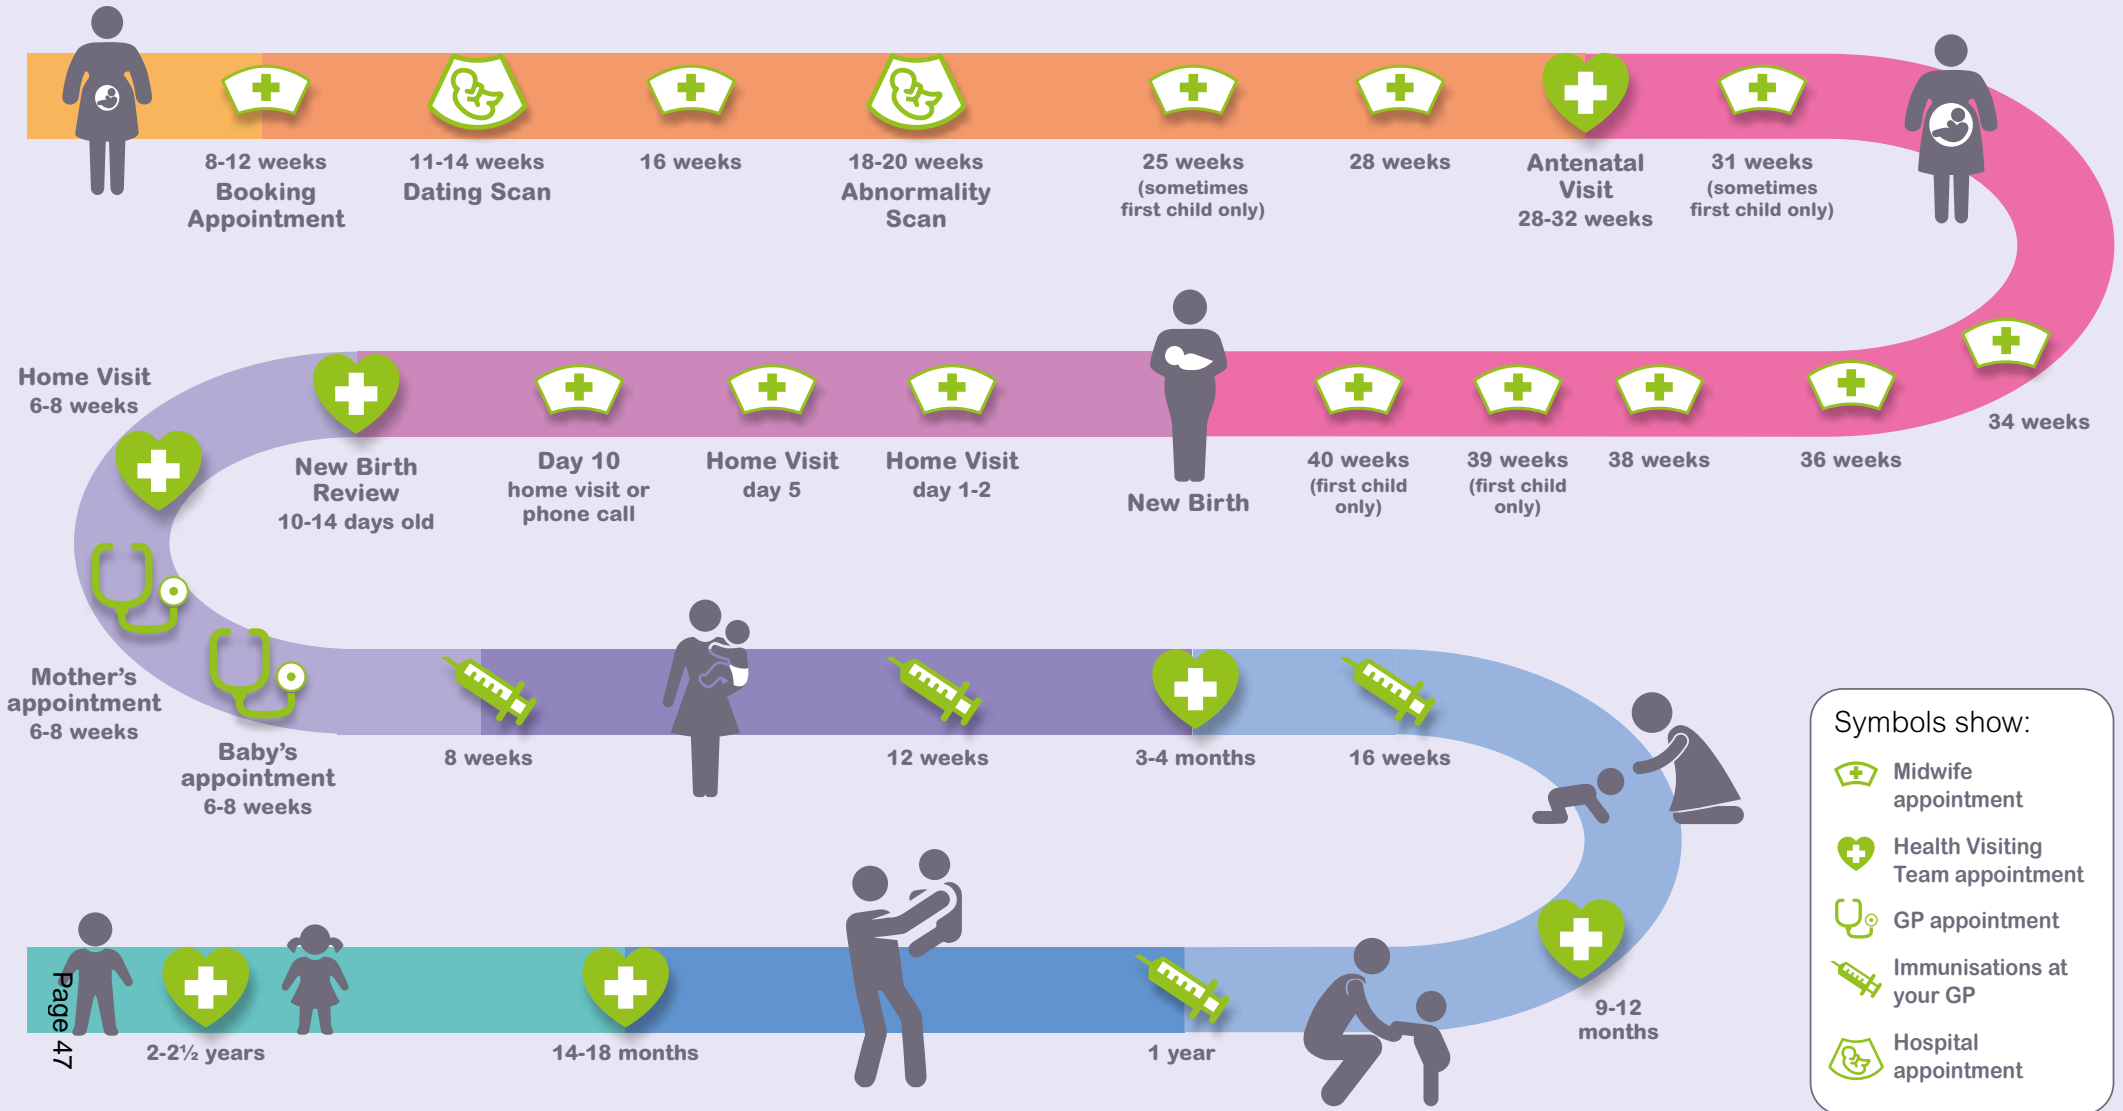 8-12 weeks
Booking
Appointment
11-14 weeks
Dating Scan
16 weeks
18-20 weeks
Abnormality
Scan
25 weeks
(sometimes
first child only)
28 weeks
Antenatal
Visit
28-32 weeks
31 weeks
(sometimes
first child only)
34 weeks
36 weeks
38 weeks
39 weeks
(first child
only)
40 weeks
(first child
only)
New Birth
Home Visit
day 1-2
Home Visit
day 5
Day 10
home visit or
phone call
New Birth
Review
10-14 days old
Home Visit
6-8 weeks
Mother’s
appointment
6-8 weeks
Baby’s
appointment
6-8 weeks
8 weeks
12 weeks
3-4 months
16 weeks
9-12
months
1 year
14-18 months
2-2½ years
Symbols show:
Midwife
appointment
Health Visiting
Team appointment
GP appointment
Immunisations at
your GP
Hospital
appointment
Page 47